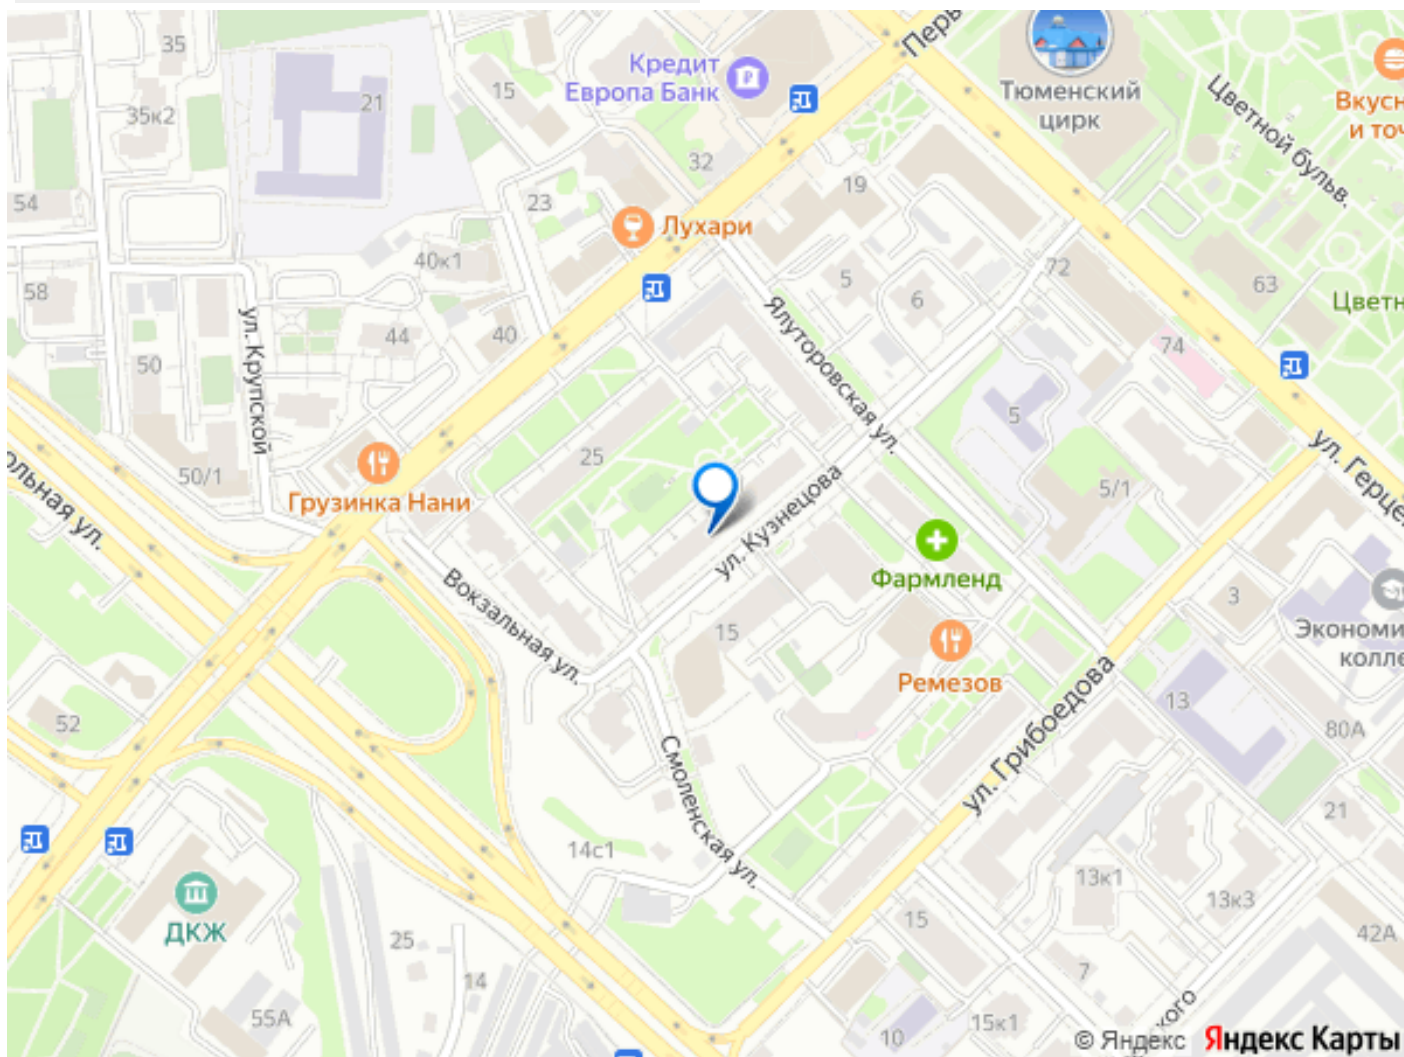 35
Кредит
Европа Банк
15
21
35к2
Перв
Тюменский
цирк
Цветной бульв.
Вкусн
и точ
32
19
54
23
Лухари
40к1
5
6
72
63
Цветн
58
ул. Крупской
44
40
Ялуторовская ул.
74
50
5
25
50/1
Грузинка Нани
ольная ул.
ул. Кузнецова
5/1
ул. Герце
Фармленд
Вокзальная ул.
15
3
Экономи
колле
Ремезов
13
52
Смоленская ул.
ул. Грибоедова
80А
21
14с1
13к1
13к3
ДКЖ
25
15
42А
14
7
55А
10
15к1
кого
© Яндекс Яндекс Карты